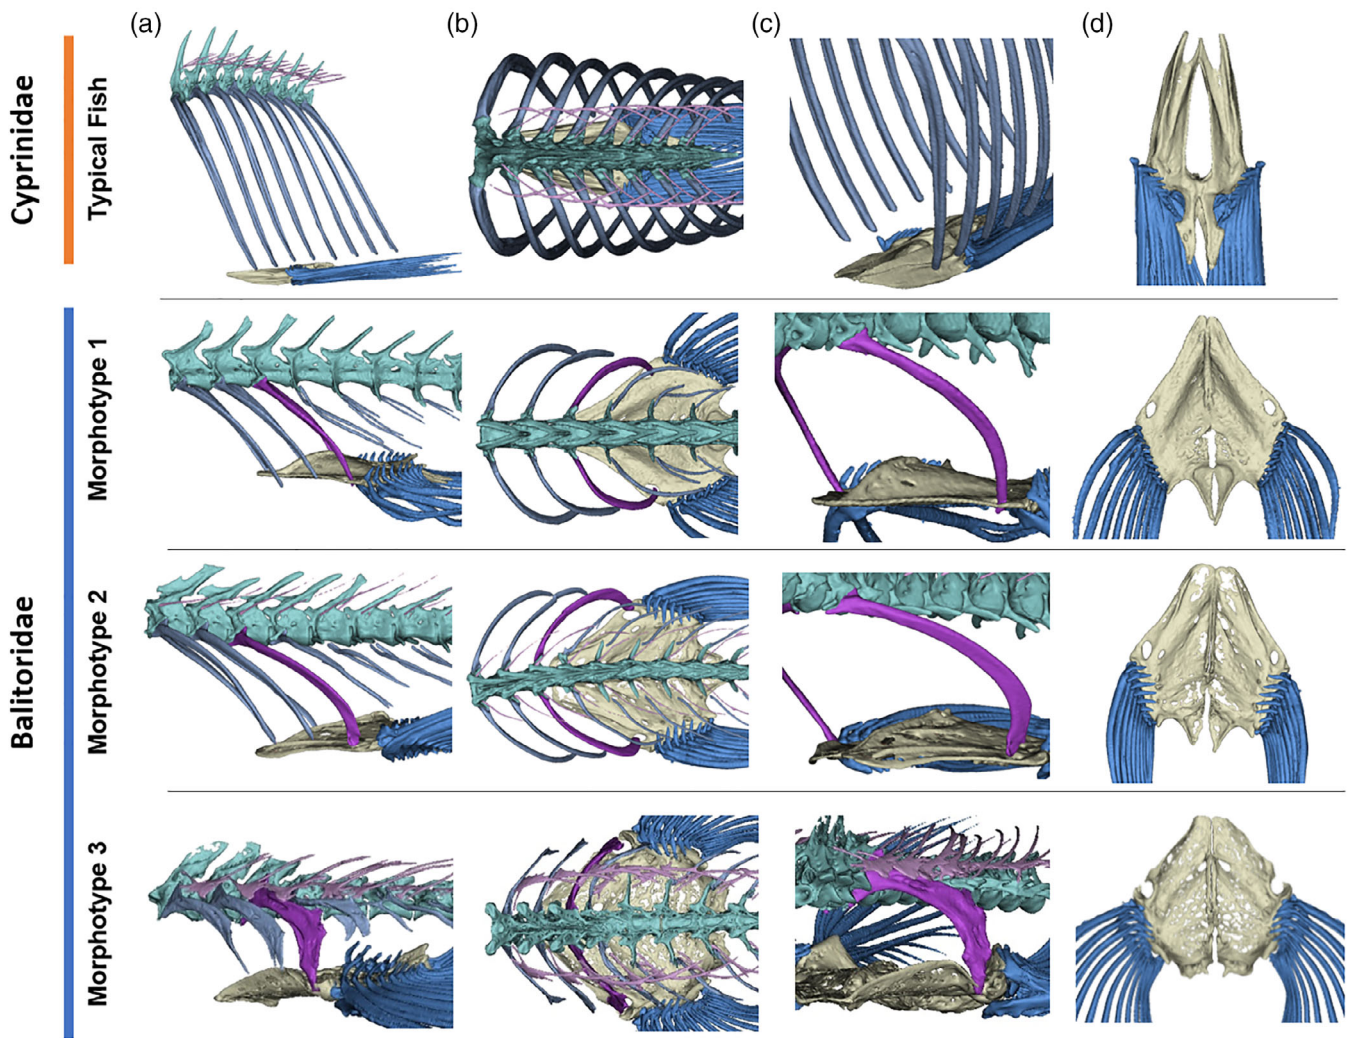 (a)
(b)
(c)
(d)
Cyprinidae
Typical Fish
Balitoridae
Morphotype 1
Morphotype 2
Morphotype 3